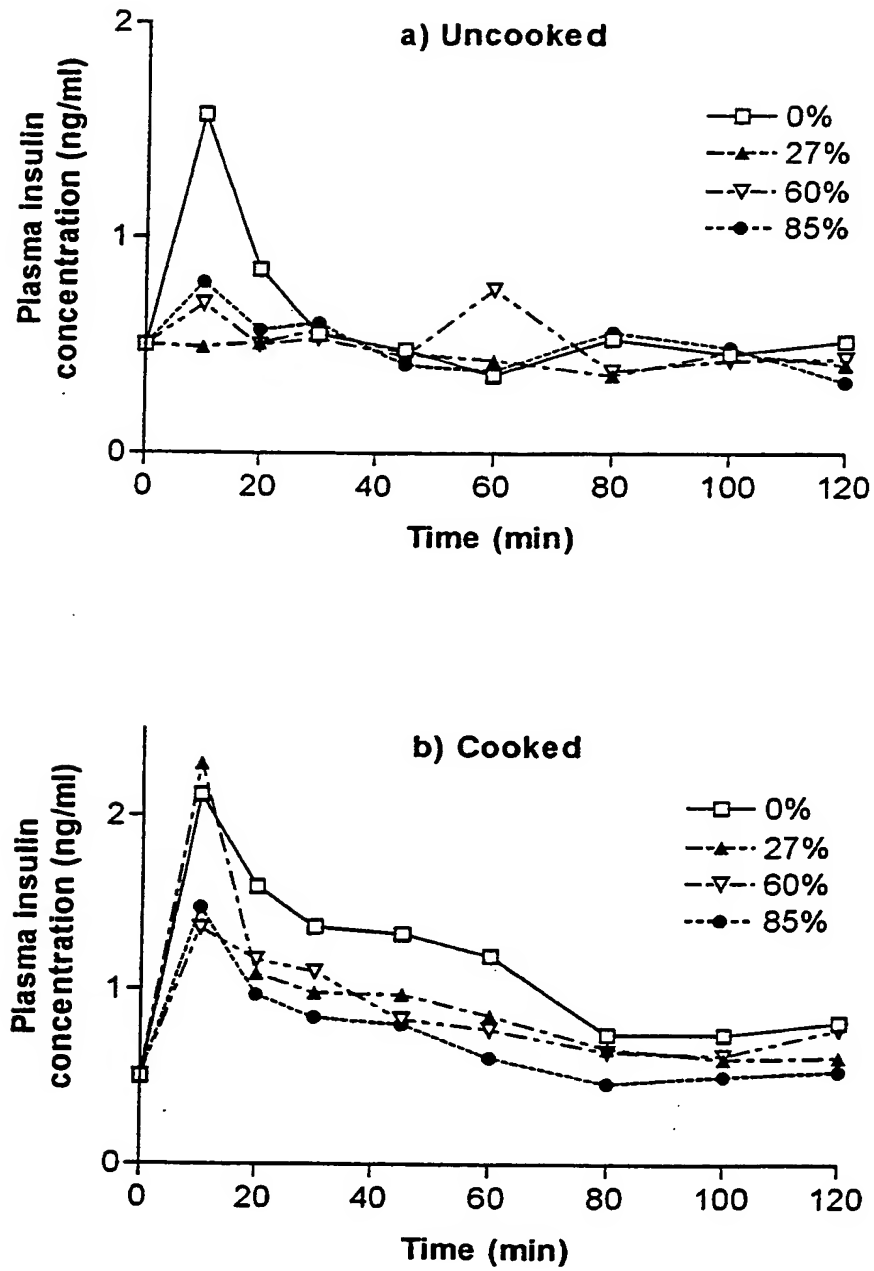 a) Uncooked
Plasma Insulin
concentration (ng/ml)
2
1
0
0%
27%
60%
85%
0 20 40 60 80 100 120
Time (min)
b) Cooked
Plasma Insulin
concentration (ng/ml)
2
1
0
0%
27%
60%
85%
0 20 40 60 80 100 120
Time (min)